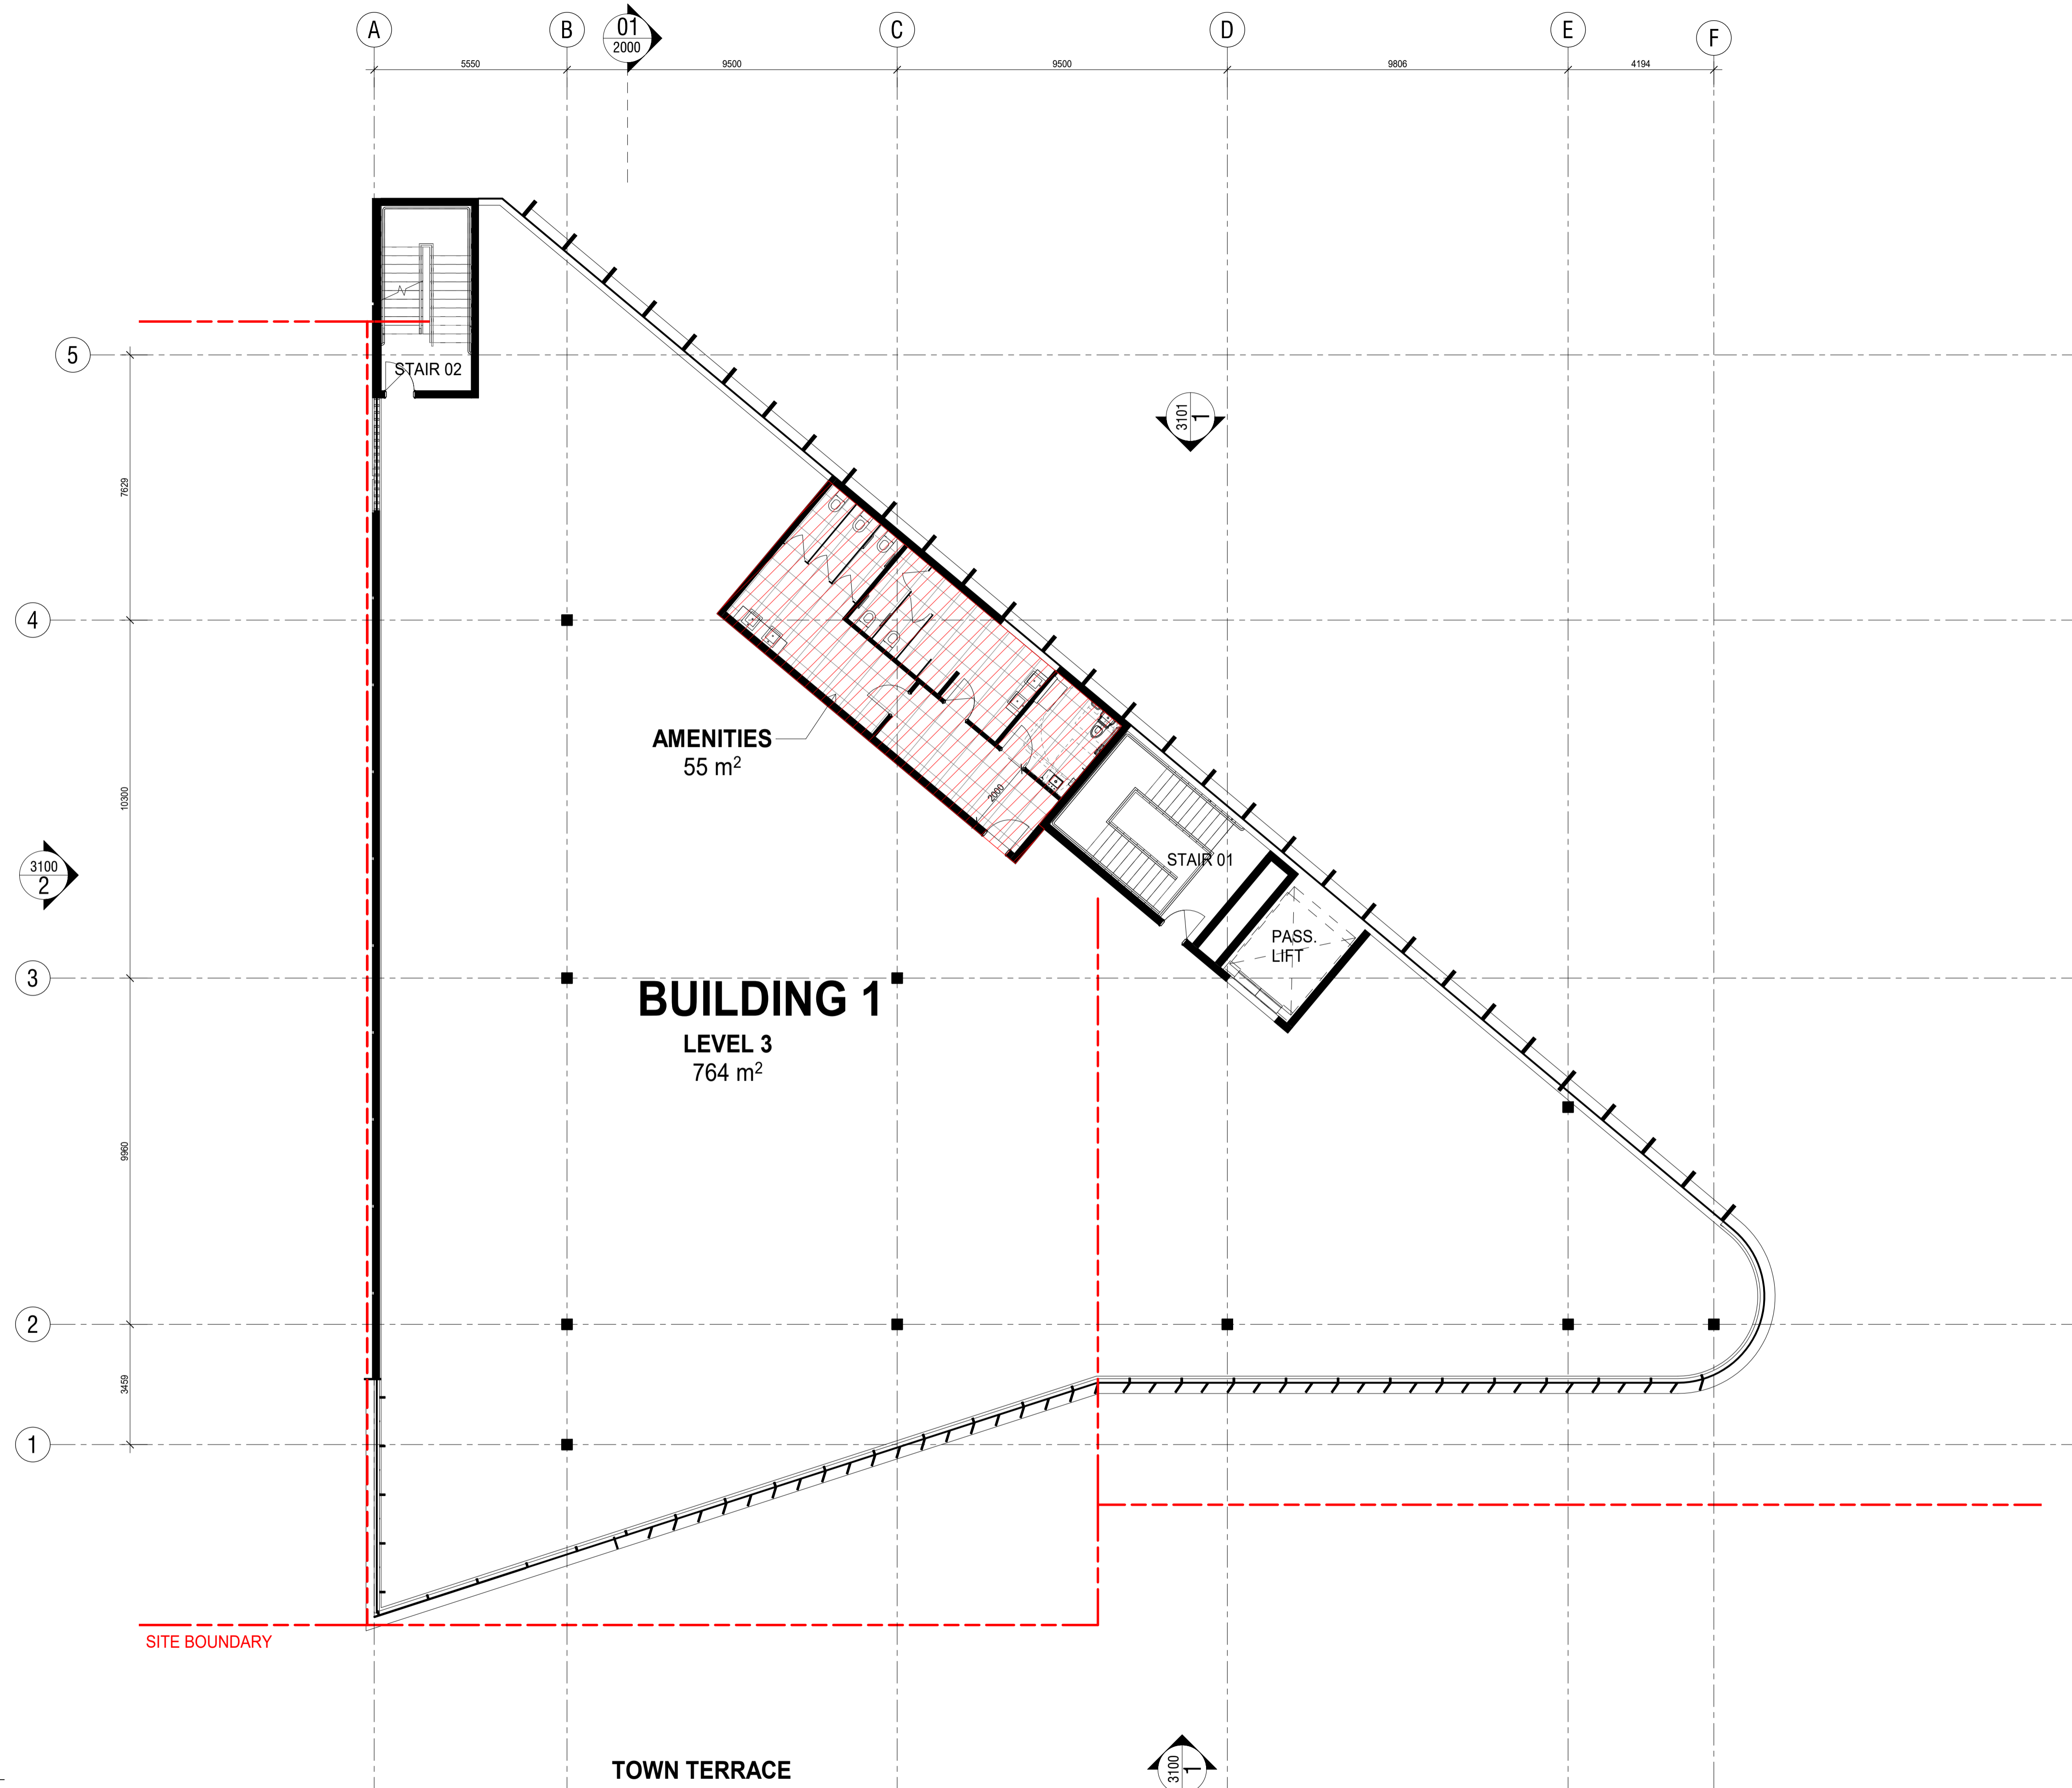 A
B
01
2000
C
D
E
F
5550
9500
9500
9806
4194
5
STAIR 02
3101
1
7629
4
AMENITIES
55 m²
2000
10300
STAIR 01
3100
2
PASS.
LIFT
3
BUILDING 1
LEVEL 3
764 m²
9960
2
3459
1
SITE BOUNDARY
TOWN TERRACE
3100
1